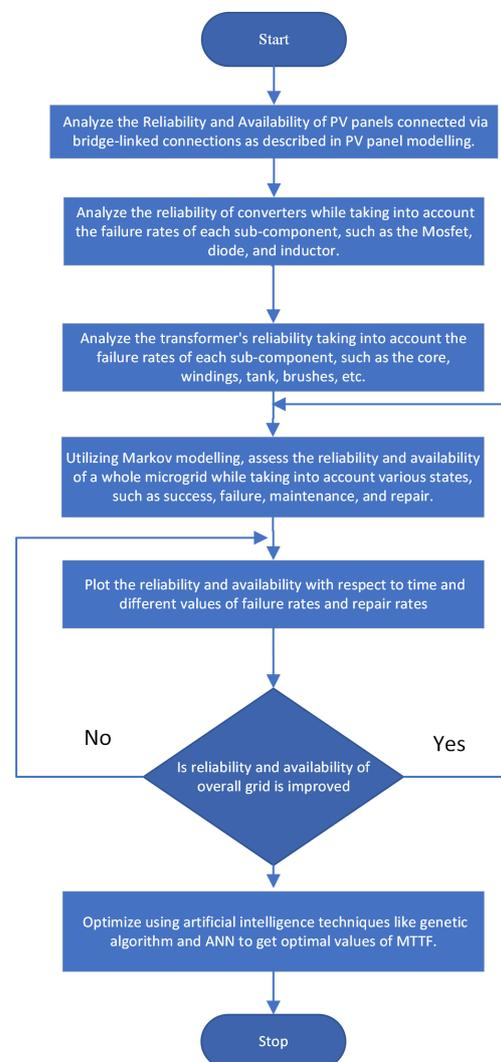 Start
Analyze the Reliability and Availability of PV panels connected via
bridge-linked connections as described in PV panel modelling.
Analyze the reliability of converters while taking into account
the failure rates of each sub-component, such as the Mosfet,
diode, and inductor.
Analyze the transformer's reliability taking into account the
failure rates of each sub-component, such as the core,
windings, tank, brushes, etc.
Utilizing Markov modelling, assess the reliability and availability
of a whole microgrid while taking into account various states,
such as success, failure, maintenance, and repair.
Plot the reliability and availability with respect to time and
different values of failure rates and repair rates
No
Yes
Is reliability and availability of
overall grid is improved
Optimize using artificial intelligence techniques like genetic
algorithm and ANN to get optimal values of MTTF.
Stop